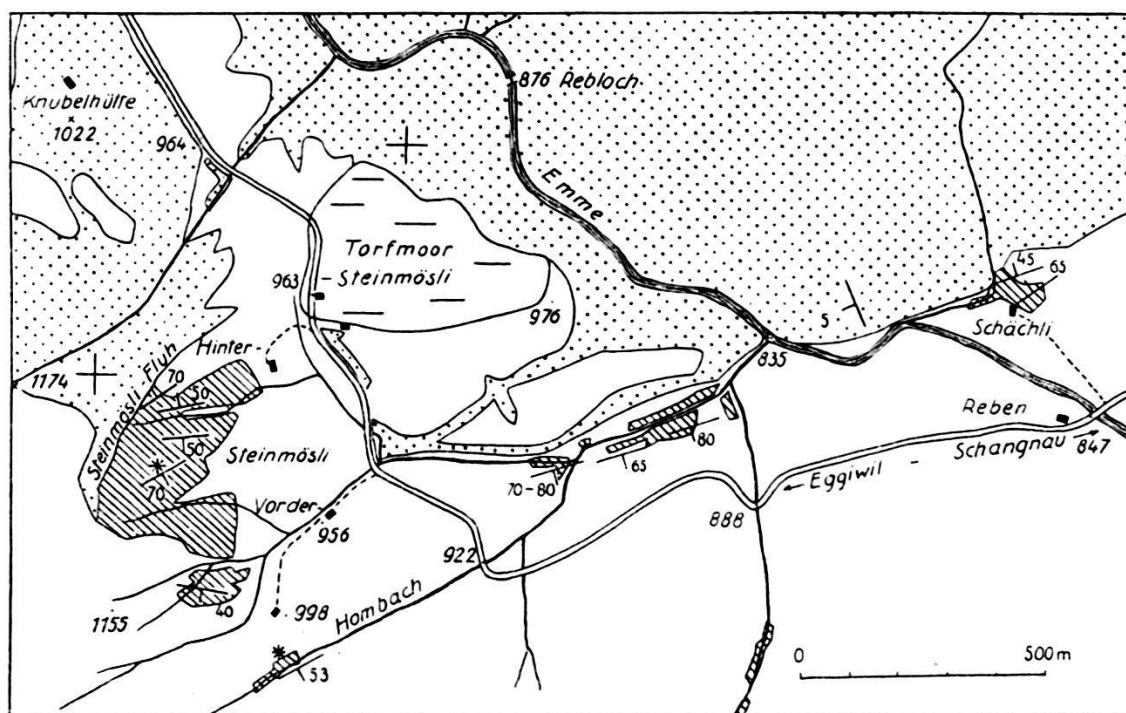 876 Rebloch
Knubelhütte
1022
964
Emme
Torfmoor
Steinmösli
963
976
45
65
Schächli
S
835
Hinter
1174
Steinmösli-Fluh
70
50
50
70
Steinmösli
Reben
Schangnau
847
80
65
70-80
Eggiwil
888
Vorder
956
922
Hombach
40
1155
998
53
0
500m